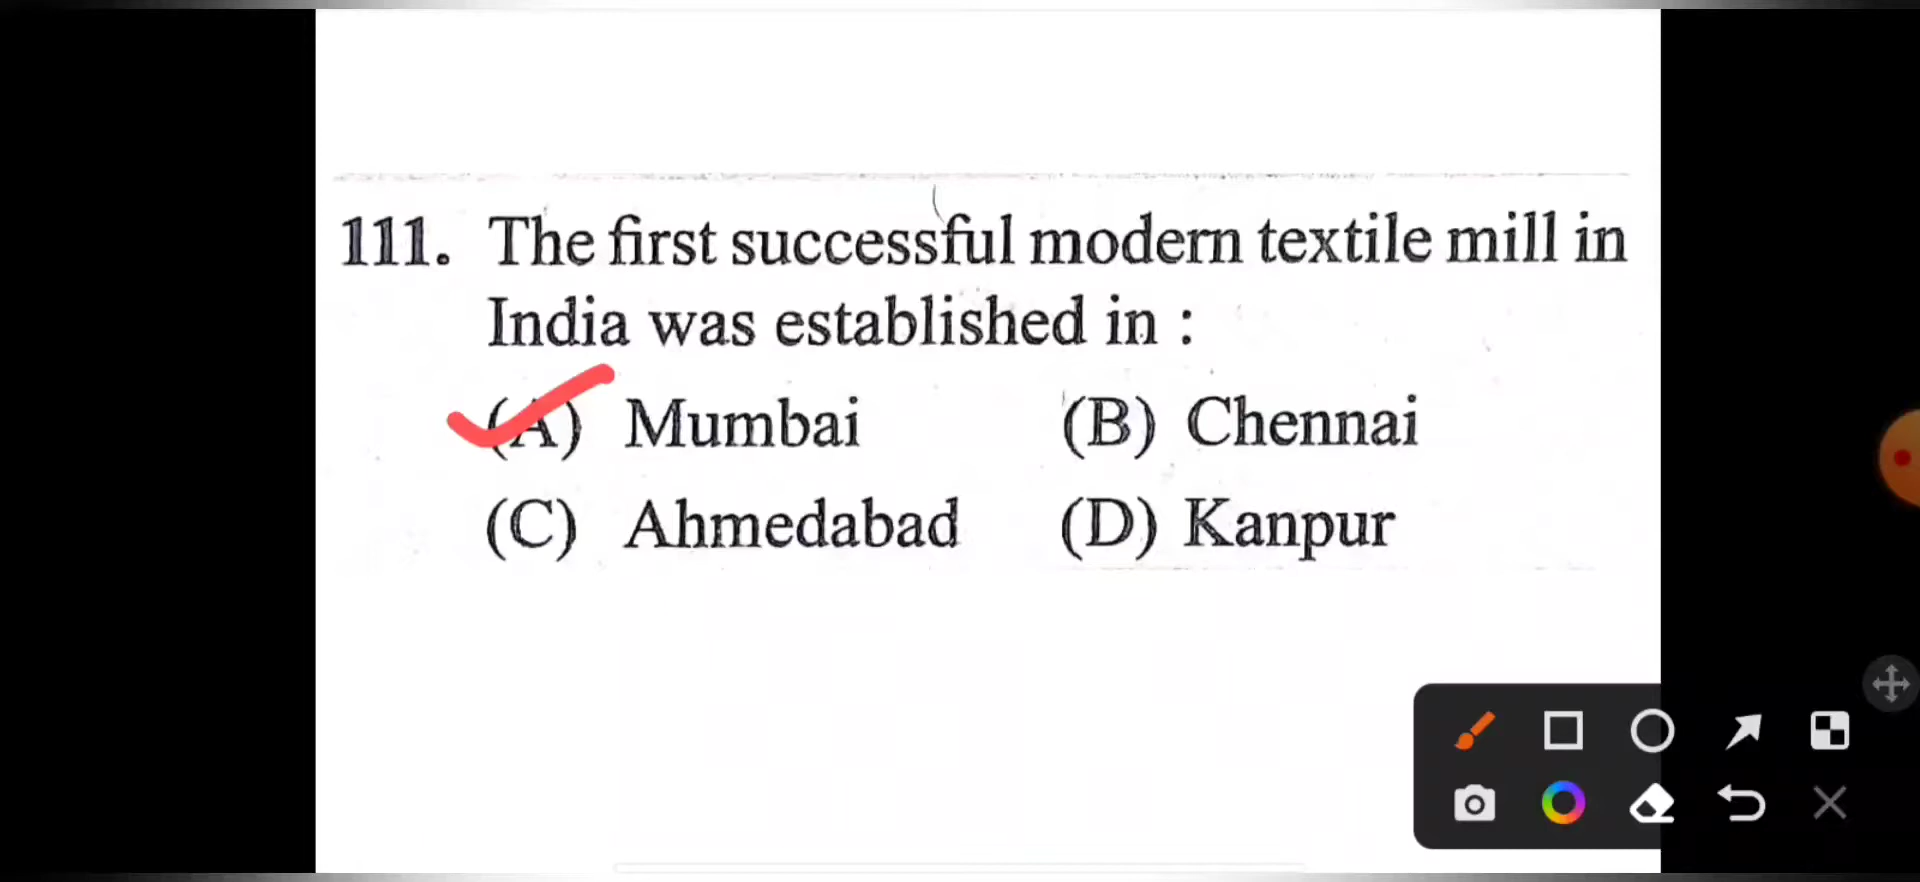 111. The first successful modern textile mill in
India was established in :
(A) Mumbai (B) Chennai
(C) Ahmedabad (D) Kanpur